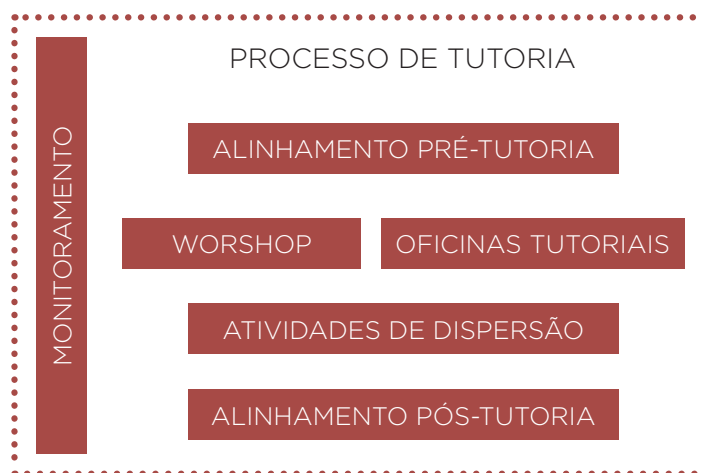 PROCESSO DE TUTORIA
MONITORAMENTO
ALINHAMENTO PRÉ-TUTORIA
WORSHOP
OFICINAS TUTORIAIS
ATIVIDADES DE DISPERSÃO
ALINHAMENTO PÓS-TUTORIA